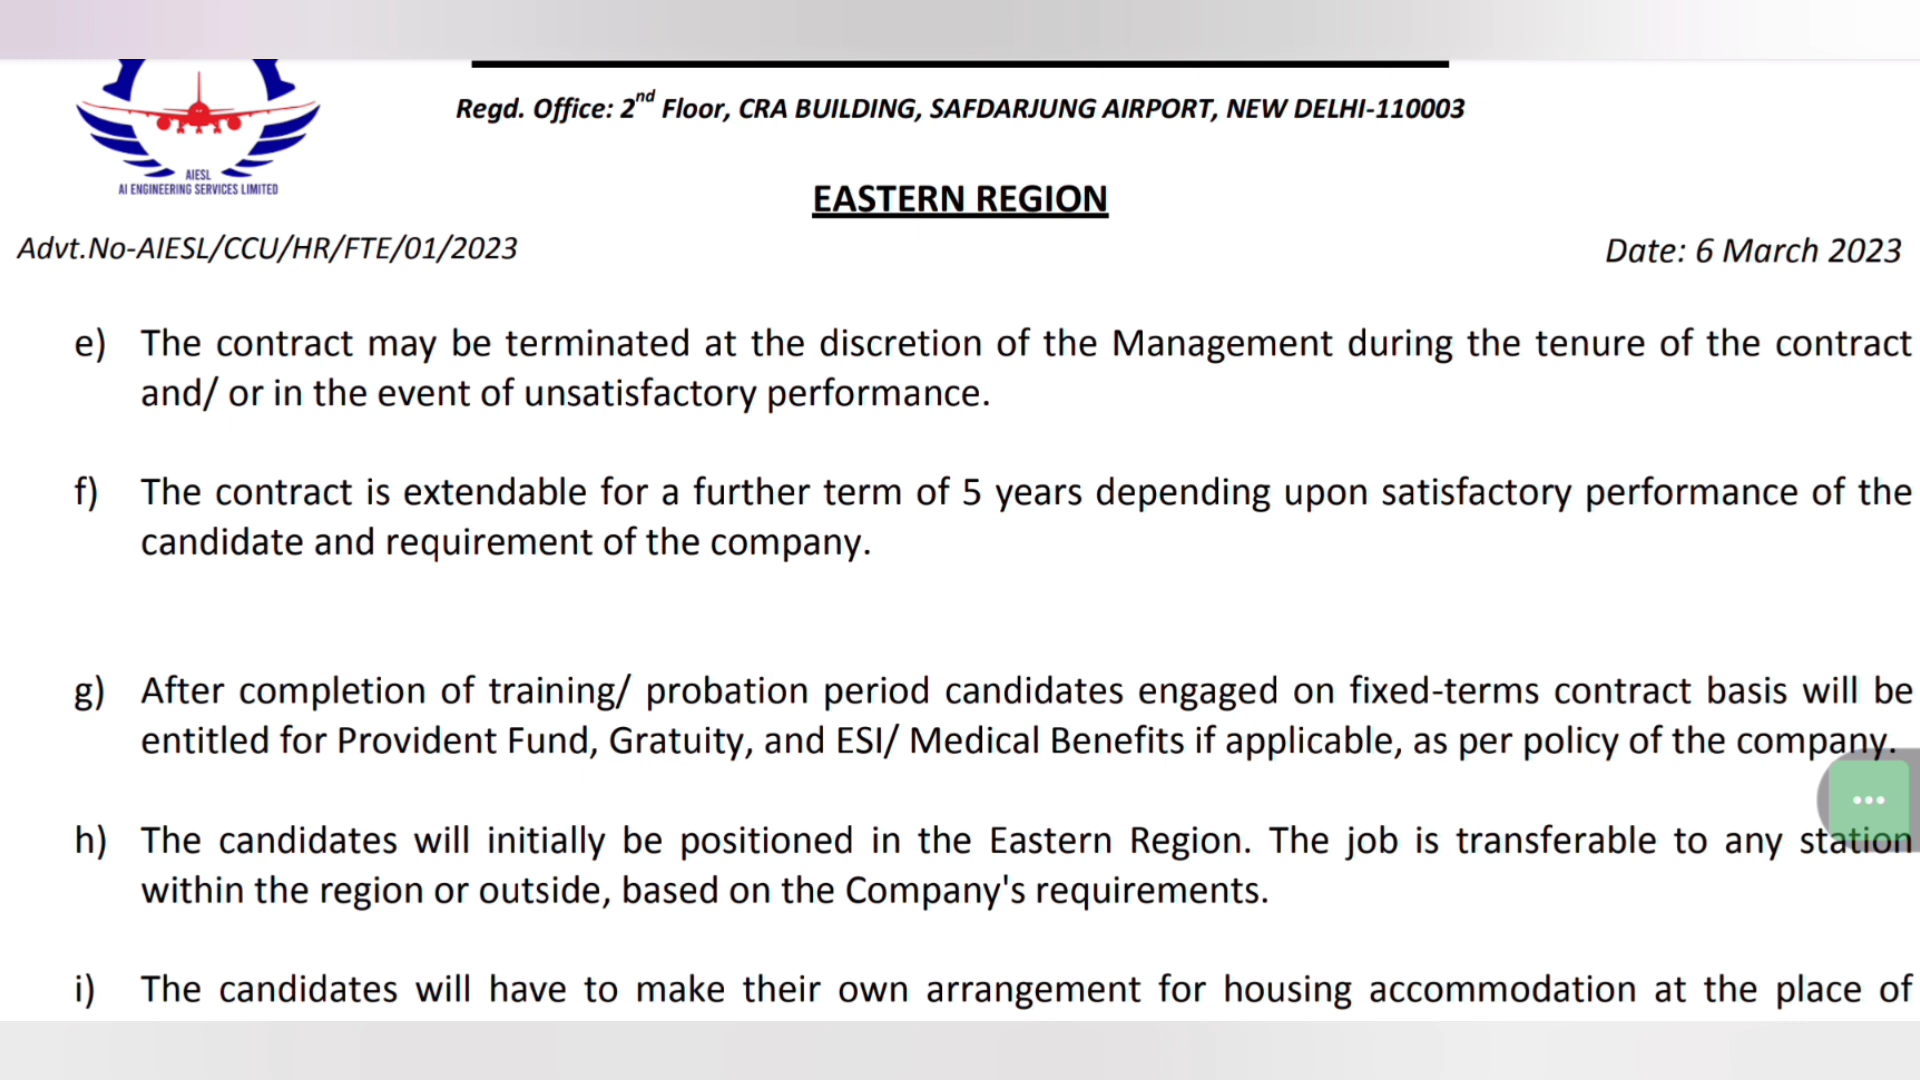 Regd. Office: 2nd Floor, CRA BUILDING, SAFDARJUNG AIRPORT, NEW DELHI-110003
AIESL
AI ENGINEERING SERVICES LIMITED
EASTERN REGION
Advt.No-AIESL/CCU/HR/FTE/01/2023
Date: 6 March 2023
e) The contract may be terminated at the discretion of the Management during the tenure of the contract
and/ or in the event of unsatisfactory performance.
f) The contract is extendable for a further term of 5 years depending upon satisfactory performance of the
candidate and requirement of the company.
g) After completion of training/ probation period candidates engaged on fixed-terms contract basis will be
entitled for Provident Fund, Gratuity, and ESI/ Medical Benefits if applicable, as per policy of the company.
h) The candidates will initially be positioned in the Eastern Region. The job is transferable to any station
within the region or outside, based on the Company's requirements.
i) The candidates will have to make their own arrangement for housing accommodation at the place of